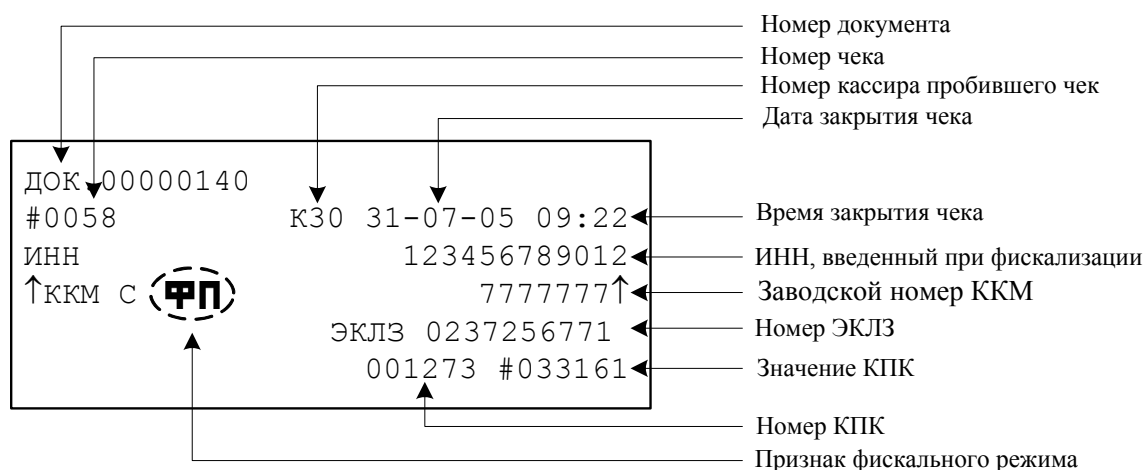 Номер документа
Номер чека
Номер кассира пробившего чек
Дата закрытия чека
ДОК.00000140
#0058 К30 31-07-05 09:22
Время закрытия чека
ИНН 123456789012
ИНН, введенный при фискализации
↑ККМ С ФП 7777777↑
Заводской номер ККМ
ЭКЛЗ 0237256771
Номер ЭКЛЗ
001273 #033161
Значение КПК
Номер КПК
Признак фискального режима